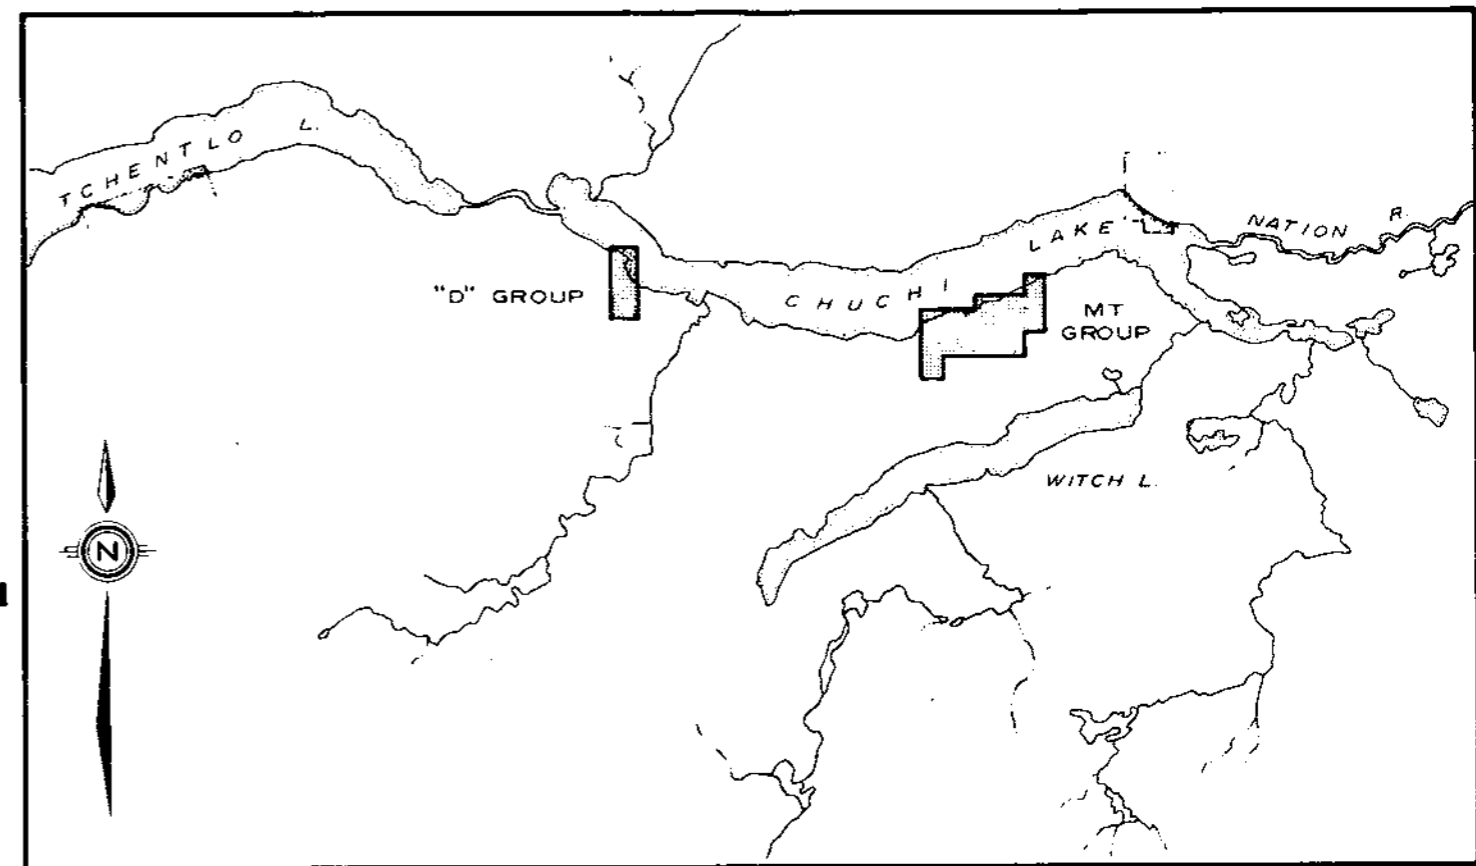 TCHENTLO L.
NATION R.
CHUCHI LAKE
"D" GROUP
MT
GROUP
WITCH L.
N